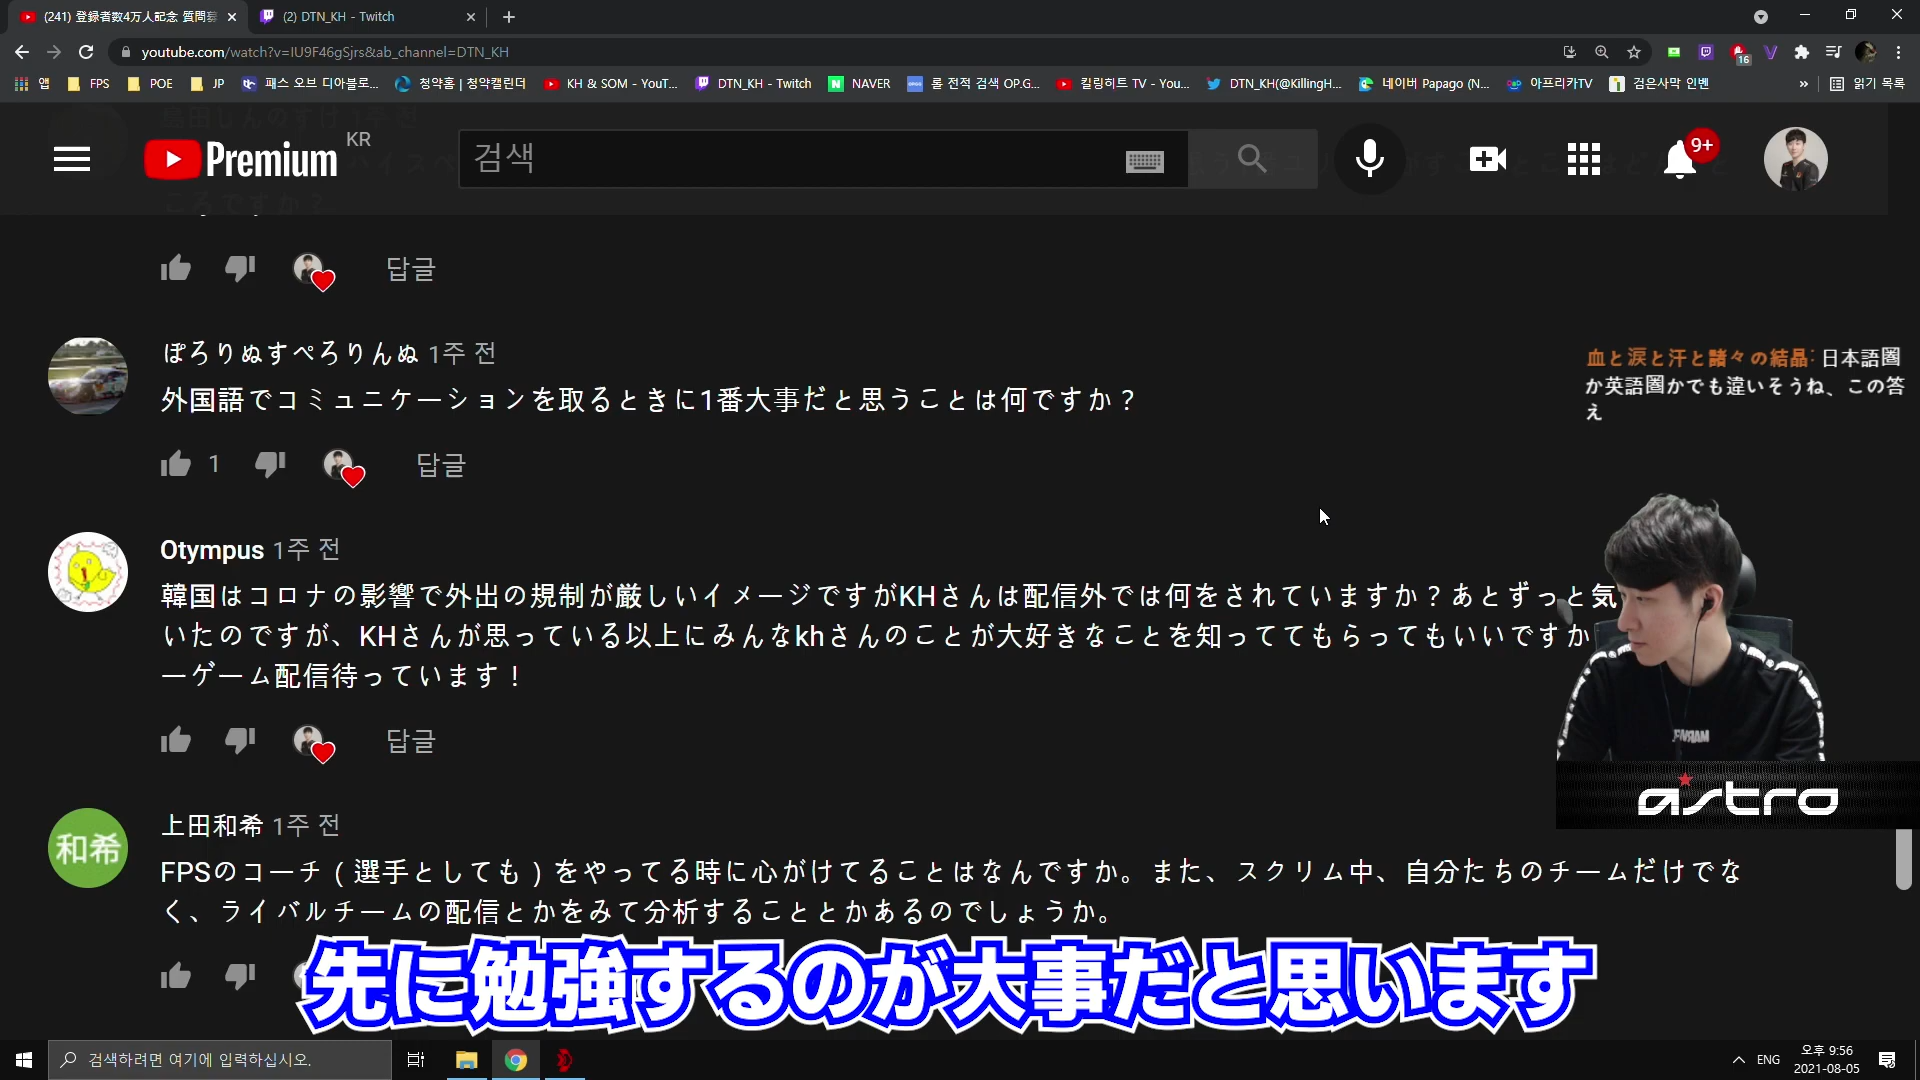 (241) 登録者数4万人記念 質問募
(2) DTN_KH - Twitch
youtube.com/watch?v=IU9F46gSjrs&ab_channel=DTN_KH
16
앱
FPS
POE
JP
패스 오브 디아블로...
청약홈 | 청약캘린더
KH & SOM - YouT...
DTN_KH - Twitch
NAVER
롤 전적 검색 OP.G...
킬링히트 TV - You...
DTN_KH(@KillingH...
네이버 Papago (N...
아프리카TV
검은사막 인벤
»
읽기 목록
島田しんのすけ 1주 전
ころですか？
Premium
KR
검색
9+
답글
ぽろりぬすぺろりんぬ 1주 전
外国語でコミュニケーションを取るときに1番大事だと思うことは何ですか？
1
답글
血と涙と汗と諸々の結晶: 日本語圏
か英語圏かでも違いそうね、この答
え
Otympus 1주 전
韓国はコロナの影響で外出の規制が厳しいイメージですがKHさんは配信外では何をされていますか？あとずっと気
いたのですが、KHさんが思っている以上にみんなkhさんのことが大好きなことを知っててもらってもいいですか
ーゲーム配信待っています！
답글
MARVEL
astro
和希
上田和希 1주 전
FPSのコーチ（選手としても）をやってる時に心がけてることはなんですか。また、スクリム中、自分たちのチームだけでな
く、ライバルチームの配信とかをみて分析することとかあるのでしょうか。
先に勉強するのが大事だと思います
검색하려면 여기에 입력하십시오.
ENG
오후 9:56
2021-08-05